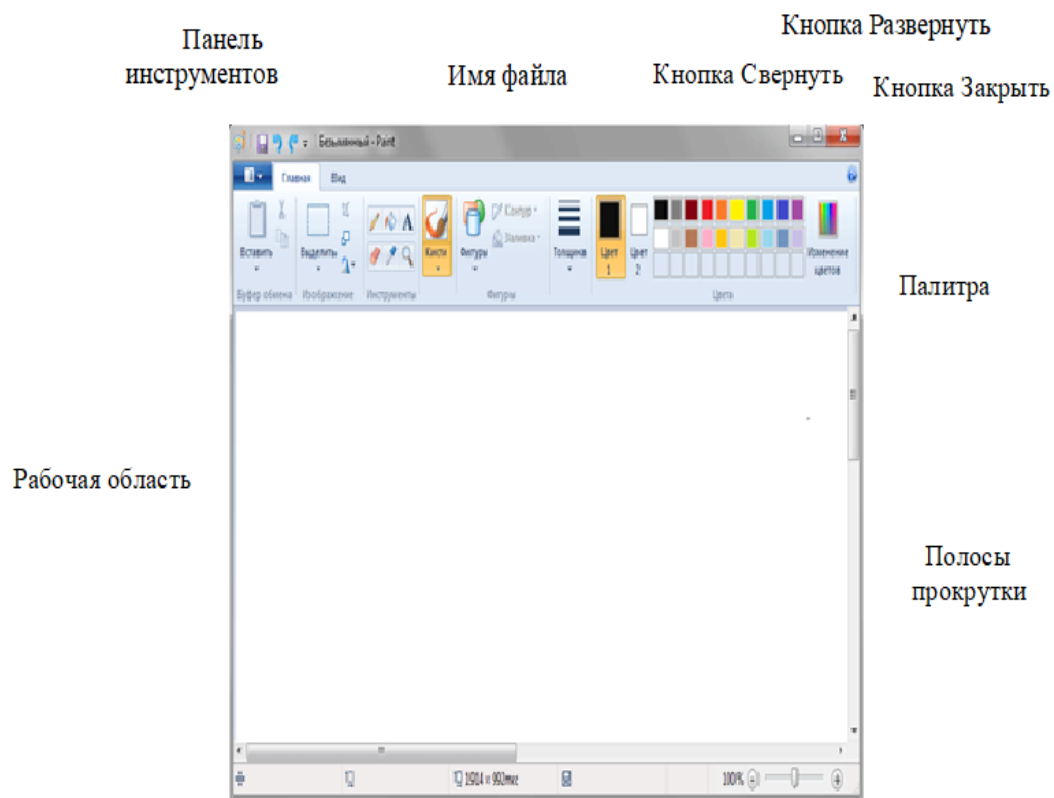 Кнопка Развернуть
Панель
инструментов
Имя файла
Кнопка Свернуть
Кнопка Закрыть
Безымянный - Paint
Главная Вид
Контур
Заливка
Вставить
Выделить
Кисти
Фигуры
Толщина
Цвет
1
Цвет
2
Изменение
цветов
Буфер обмена Изображение Инструменты Фигуры Цвета
Палитра
Рабочая область
Полосы
прокрутки
100%